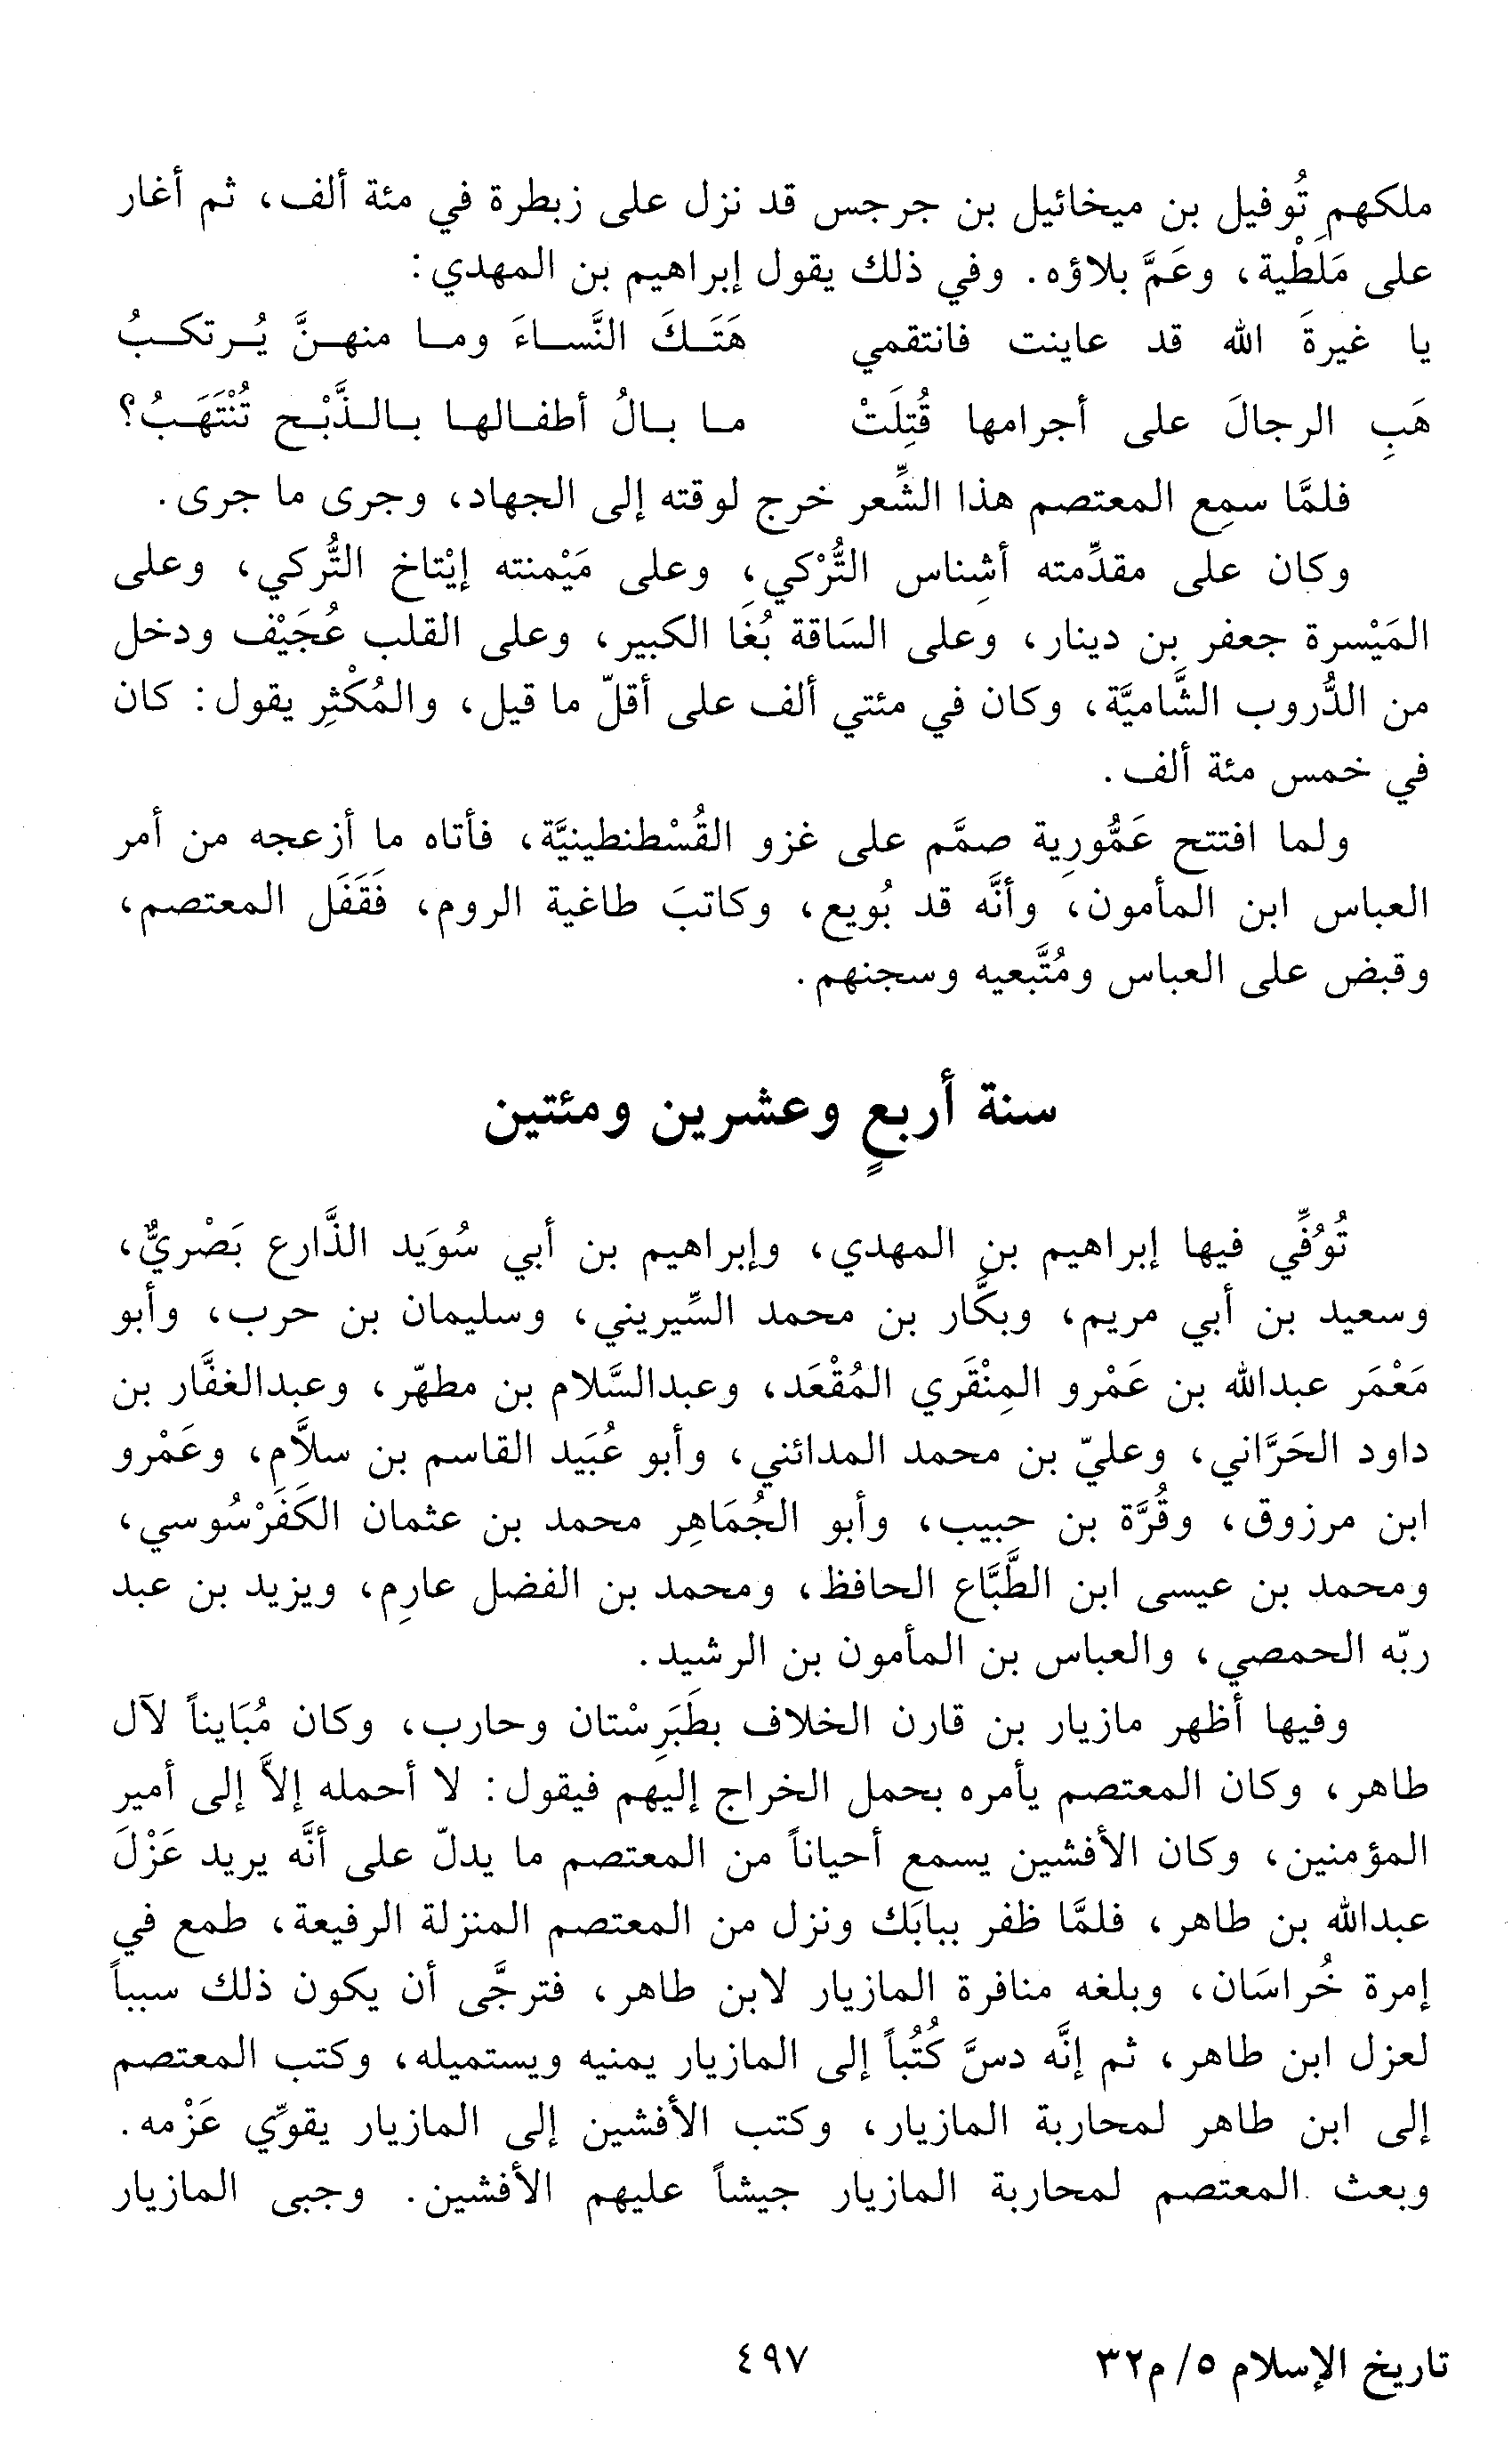 ملكهم تُوفيل بن ميخائيل بن جرجس قد نزل على زبطرة في مئة ألف، ثم أغار
على مَلَطْية، وعَمَّ بلاؤه. وفي ذلك يقول إبراهيم بن المهدي:
يا غيرةَ الله قد عاينت فانتقمي هَتَـكَ النَّسـاءَ ومـا منهـنَّ يُـرتكـبُ
هَبِ الرجالَ على أجرامها قُتِلَتْ مـا بـالُ أطفـالهـا بـالـذَّبْـح تُنْتَهَـبُ؟
فلمَّا سمِع المعتصم هذا الشِّعر خرج لوقته إلى الجهاد، وجرى ما جرى.
وكان على مقدِّمته أشِناس التُّرْكي، وعلى مَيْمنته إيْتاخ التُّركي، وعلى
المَيْسرة جعفر بن دينار، وعلى السَاقة بُغَا الكبير، وعلى القلب عُجَيْف ودخل
من الدُّروب الشَّاميَّة، وكان في مئتي ألف على أقلّ ما قيل، والمُكْثِر يقول: كان
في خمس مئة ألف.
ولما افتتح عَمُّورِية صمَّم على غزو القُسْطنطينيَّة، فأتاه ما أزعجه من أمر
العباس ابن المأمون، وأنَّه قد بُويع، وكاتبَ طاغية الروم، فَقَفَل المعتصم،
وقبض على العباس ومُتَّبعيه وسجنهم.
سنة أربعٍ وعشرين ومئتين
تُوُفِّي فيها إبراهيم بن المهدي، وإبراهيم بن أبي سُوَيد الذَّارع بَصْريٌّ،
وسعيد بن أبي مريم، وبكَّار بن محمد السِّيريني، وسليمان بن حرب، وأبو
مَعْمَر عبدالله بن عَمْرو المِنْقَري المُقْعَد، وعبدالسَّلام بن مطهّر، وعبدالغفَّار بن
داود الحَرَّاني، وعليّ بن محمد المدائني، وأبو عُبَيد القاسم بن سلاَّم، وعَمْرو
ابن مرزوق، وقُرَّة بن حبيب، وأبو الجُمَاهِر محمد بن عثمان الكَفَرْسُوسي،
ومحمد بن عيسى ابن الطَّبَّاع الحافظ، ومحمد بن الفضل عارِم، ويزيد بن عبد
ربّه الحمصي، والعباس بن المأمون بن الرشيد.
وفيها أظهر مازيار بن قارن الخلاف بطَبَرِسْتان وحارب، وكان مُبَايناً لآل
طاهر، وكان المعتصم يأمره بحمل الخراج إليهم فيقول: لا أحمله إلاَّ إلى أمير
المؤمنين، وكان الأفشين يسمع أحياناً من المعتصم ما يدلّ على أنَّه يريد عَزْلَ
عبدالله بن طاهر، فلمَّا ظفر ببابَك ونزل من المعتصم المنزلة الرفيعة، طمع في
إمرة خُراسَان، وبلغه منافرة المازيار لابن طاهر، فترجَّى أن يكون ذلك سبباً
لعزل ابن طاهر، ثم إنَّه دسَّ كُتُباً إلى المازيار يمنيه ويستميله، وكتب المعتصم
إلى ابن طاهر لمحاربة المازيار، وكتب الأفشين إلى المازيار يقوِّي عَزْمه.
وبعث المعتصم لمحاربة المازيار جيشاً عليهم الأفشين. وجبى المازيار
تاريخ الإسلام ٥/ م٣٢ ٤٩٧